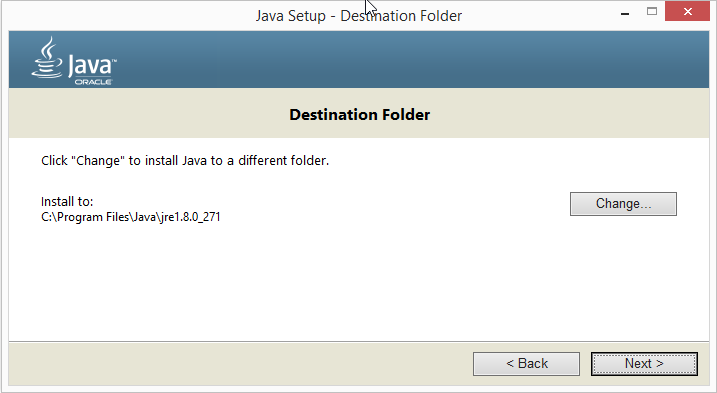 Java Setup - Destination Folder
Java™
ORACLE
Destination Folder
Click "Change" to install Java to a different folder.
Install to:
C:\Program Files\Java\jre1.8.0_271
Change...
< Back
Next >